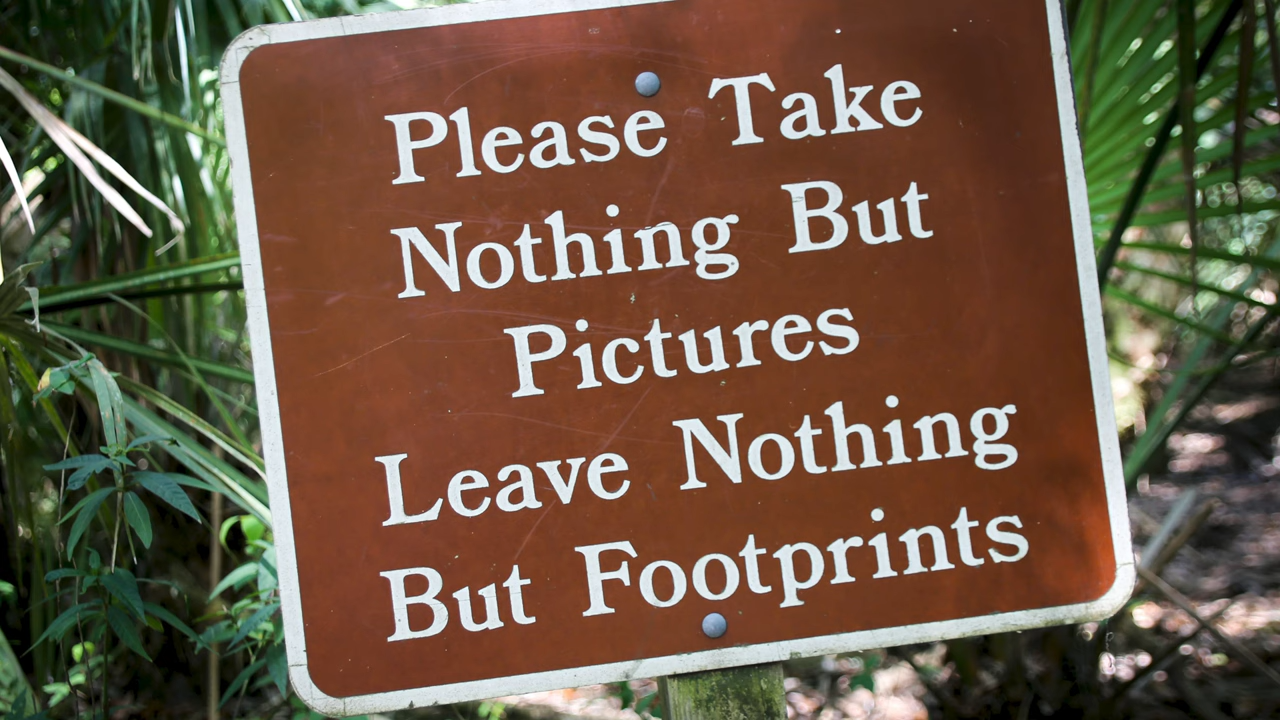 Please Take
Nothing But
Pictures
Leave Nothing
But Footprints